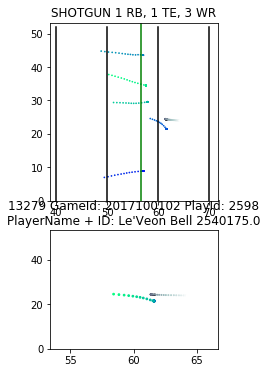 SHOTGUN 1 RB, 1 TE, 3 WR
50
40
30
20
10
0
40 50 60 70
13279 GameId: 2017100102 PlayId: 2598
PlayerName + ID: Le'Veon Bell 2540175.0
40
20
0
55 60 65